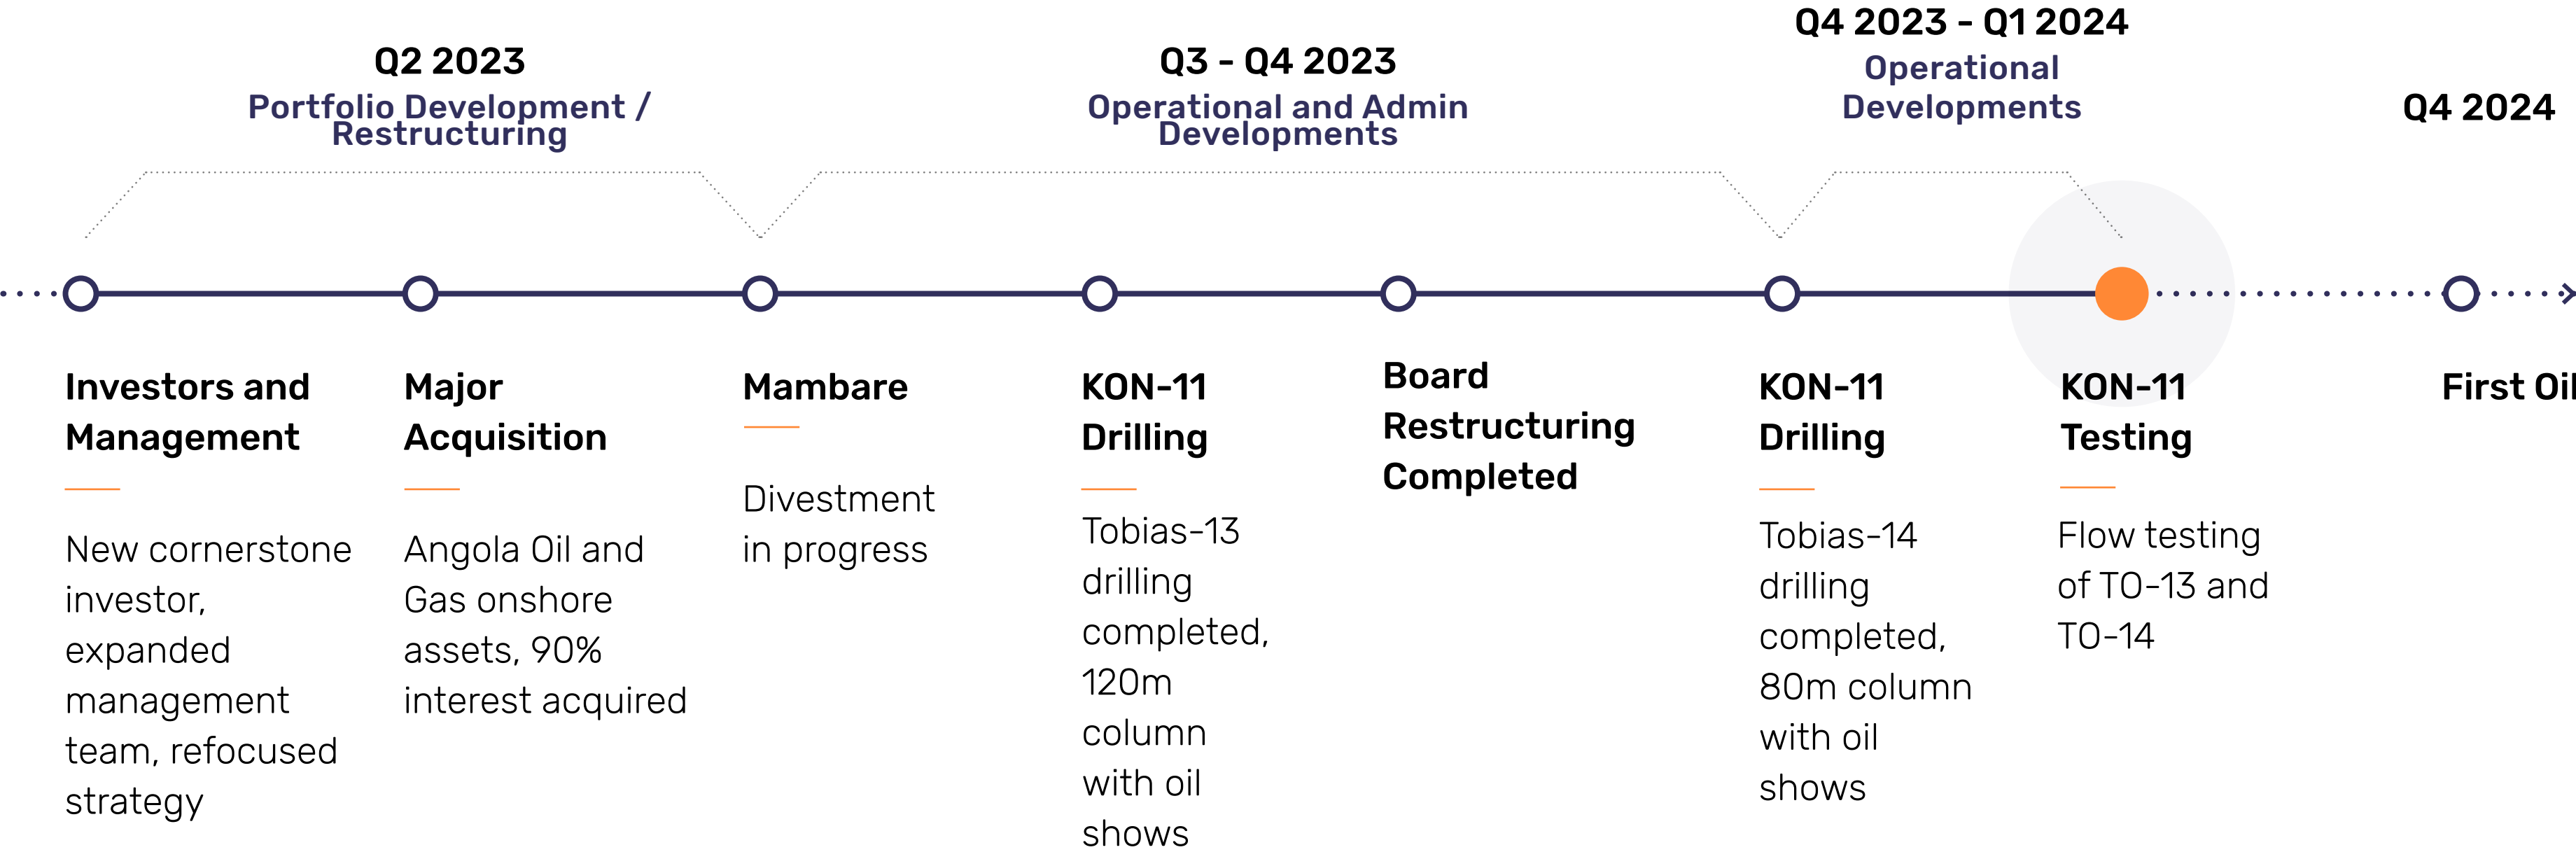 Q2 2023
Portfolio Development /
Restructuring
Q3 - Q4 2023
Operational and Admin
Developments
Q4 2023 - Q1 2024
Operational
Developments
Q4 2024
Investors and
Management
New cornerstone
investor,
expanded
management
team, refocused
strategy
Major
Acquisition
Angola Oil and
Gas onshore
assets, 90%
interest acquired
Mambare
Divestment
in progress
KON-11
Drilling
Tobias-13
drilling
completed,
120m
column
with oil
shows
Board
Restructuring
Completed
KON-11
Drilling
Tobias-14
drilling
completed,
80m column
with oil
shows
KON-11
Testing
Flow testing
of TO-13 and
TO-14
First Oil